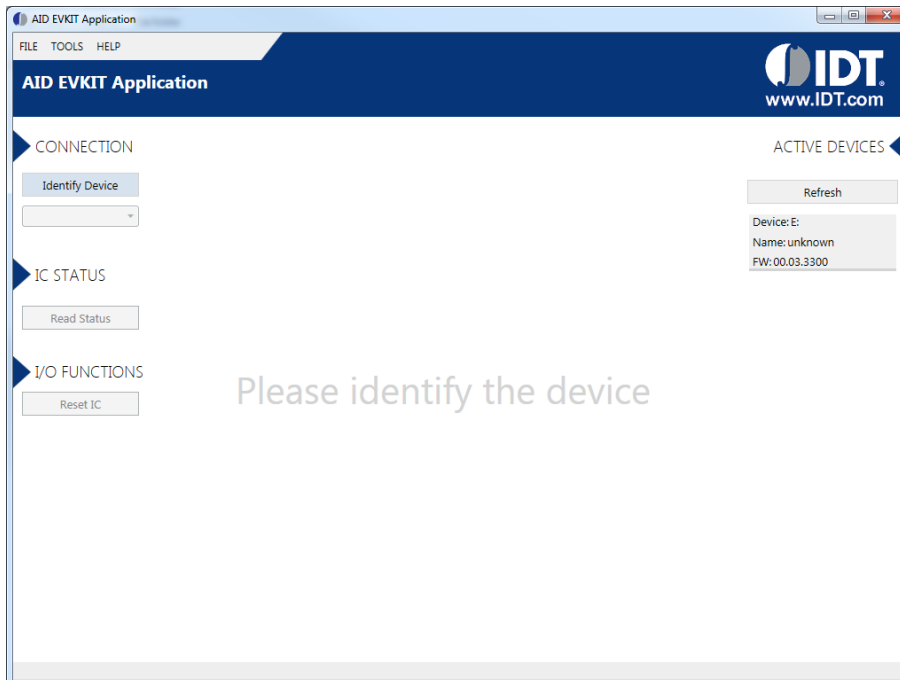 AID EVKIT Application
FILE TOOLS HELP
AID EVKIT Application
IDT®
www.IDT.com
CONNECTION
Identify Device
IC STATUS
Read Status
I/O FUNCTIONS
Reset IC
Please identify the device
ACTIVE DEVICES
Refresh
Device: E:
Name: unknown
FW: 00.03.3300